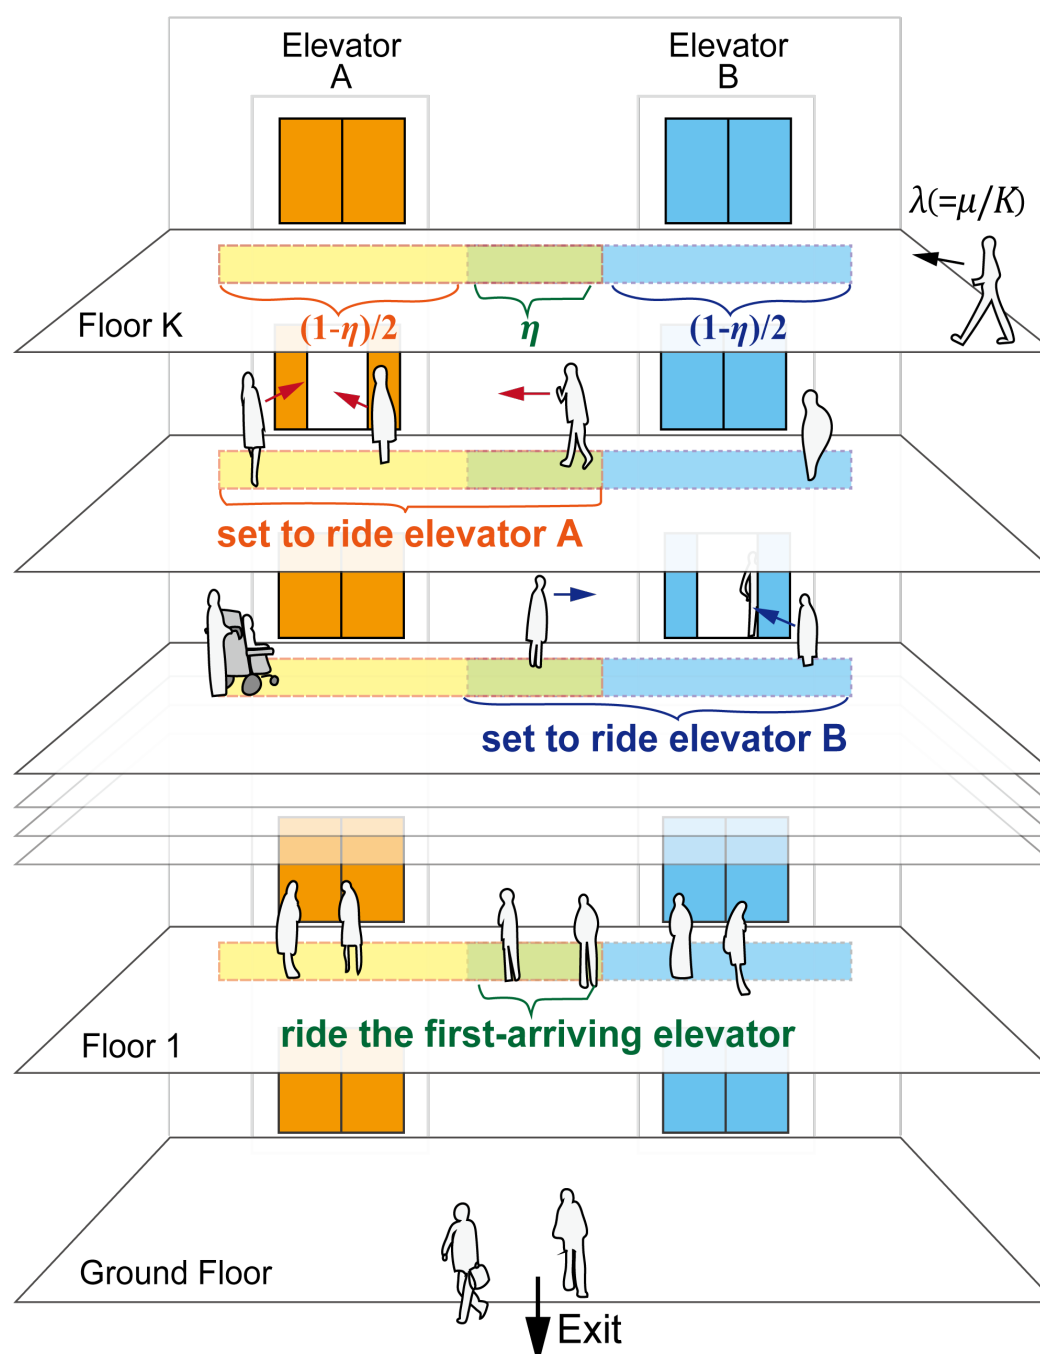 Elevator
A
Elevator
B
λ(=μ/K)
Floor K
(1-η)/2
η
(1-η)/2
set to ride elevator A
set to ride elevator B
ride the first-arriving elevator
Floor 1
Ground Floor
Exit